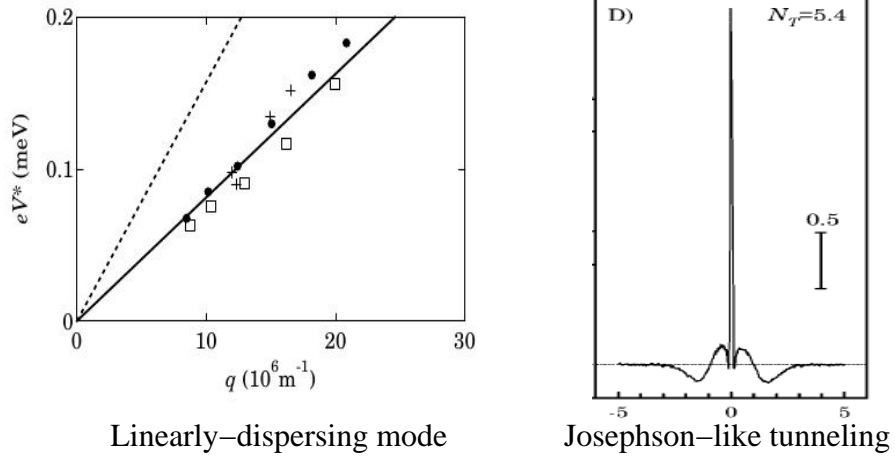 0.2
0.1
0
eV* (meV)
0 10 20 30
q (10⁶m⁻¹)
Linearly−dispersing mode
D) N_T=5.4
0.5
-5 0 5
Josephson−like tunneling